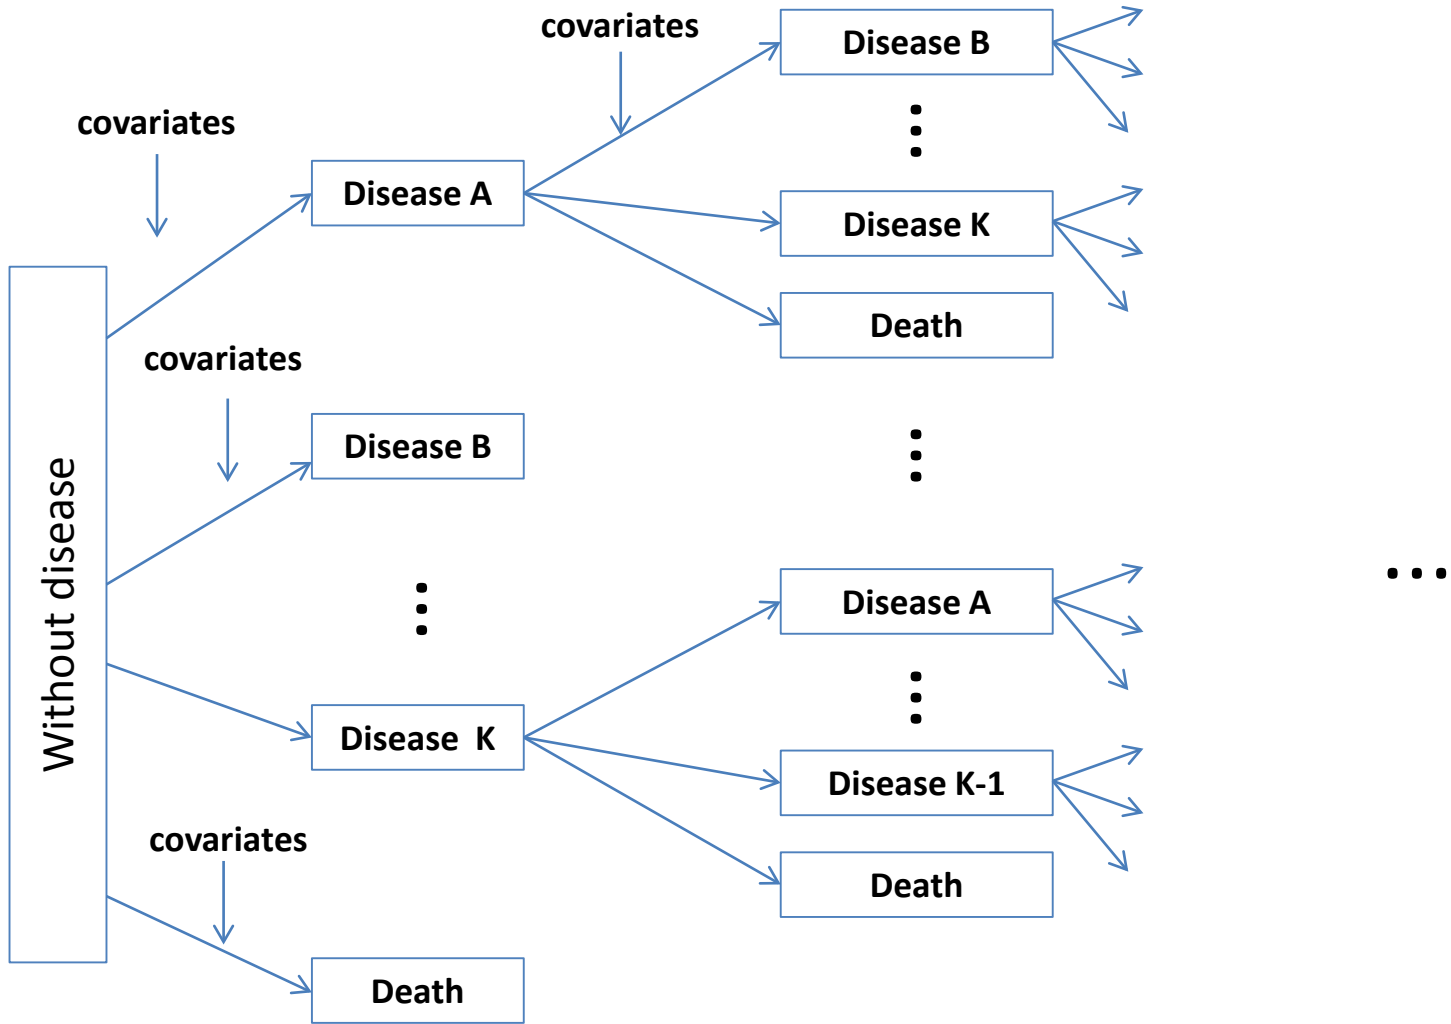 covariates
Disease B
covariates
Disease A
Disease K
Death
covariates
Disease B
Without disease
Disease A
Disease K
Disease K-1
covariates
Death
Death